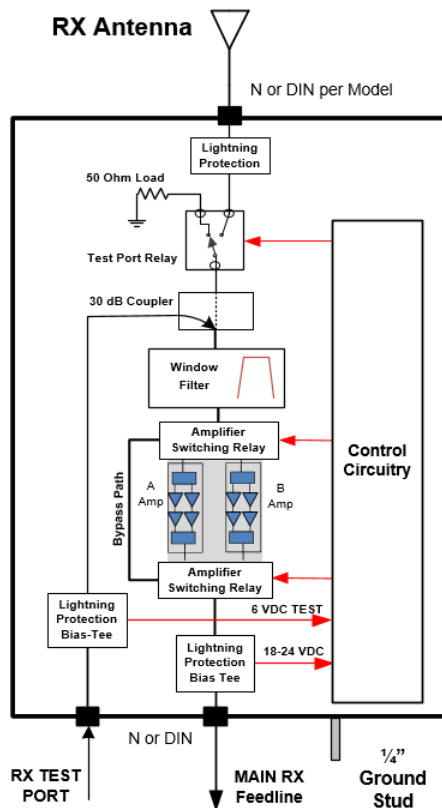 RX Antenna
N or DIN per Model
Lightning
Protection
50 Ohm Load
Test Port Relay
30 dB Coupler
Window
Filter
Amplifier
Switching Relay
Control
Circuitry
Bypass Path
A
Amp
B
Amp
Amplifier
Switching Relay
6 VDC TEST
Lightning
Protection
Bias-Tee
18-24 VDC
Lightning
Protection
Bias Tee
N or DIN
RX TEST
PORT
MAIN RX
Feedline
¼”
Ground
Stud